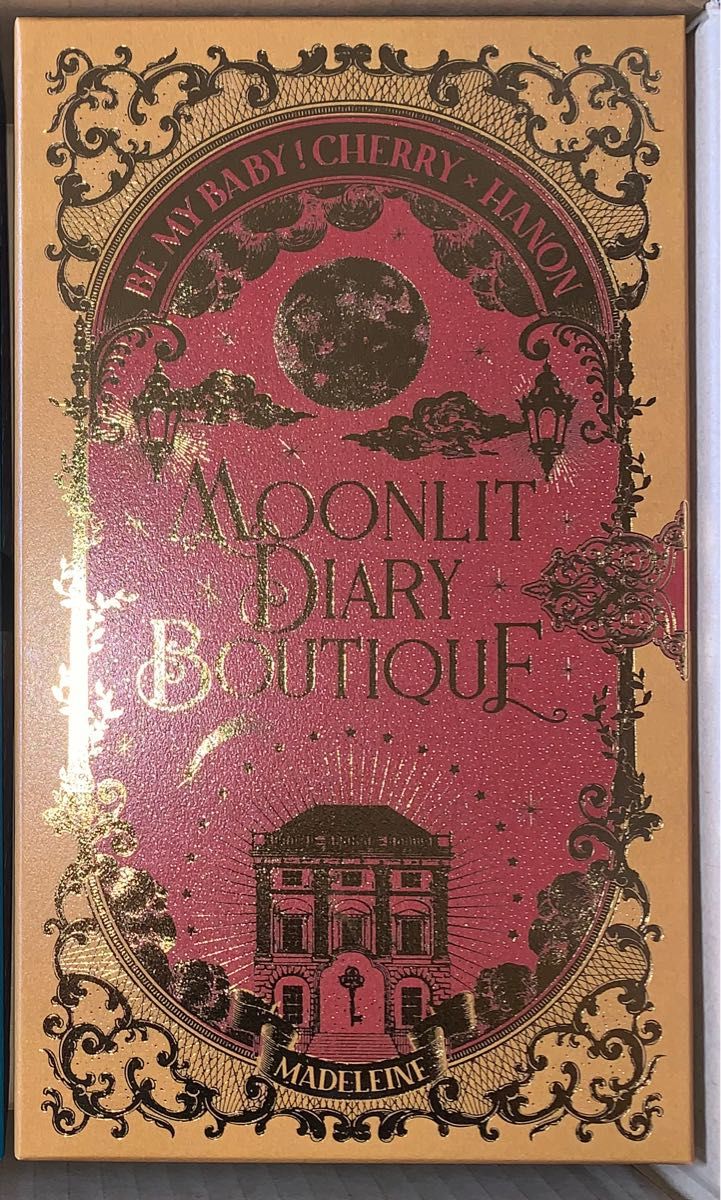 BE MY BABY! CHERRY × HANON
MOONLIT
DIARY
BOUTIQUE
MADELEINE